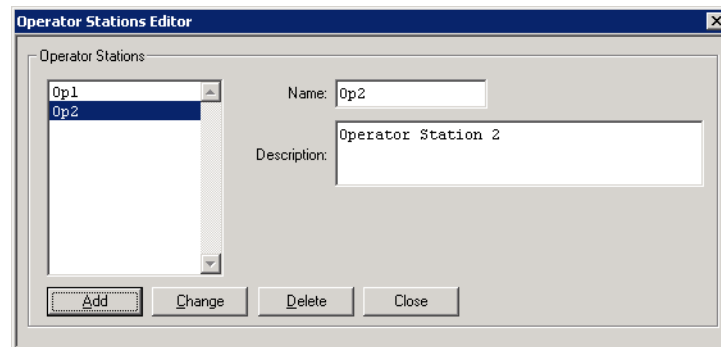 Operator Stations Editor
Operator Stations
Op1
Op2
Name: Op2
Description: Operator Station 2
Add Change Delete Close